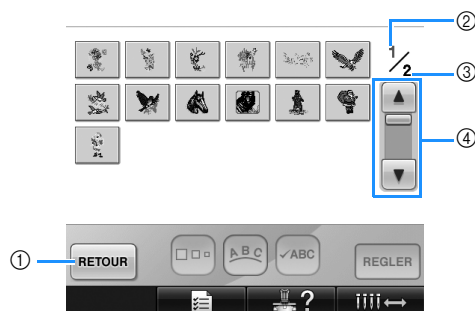 ②
1/2
③
④
①
RETOUR
ABC
✓ABC
REGLER
?